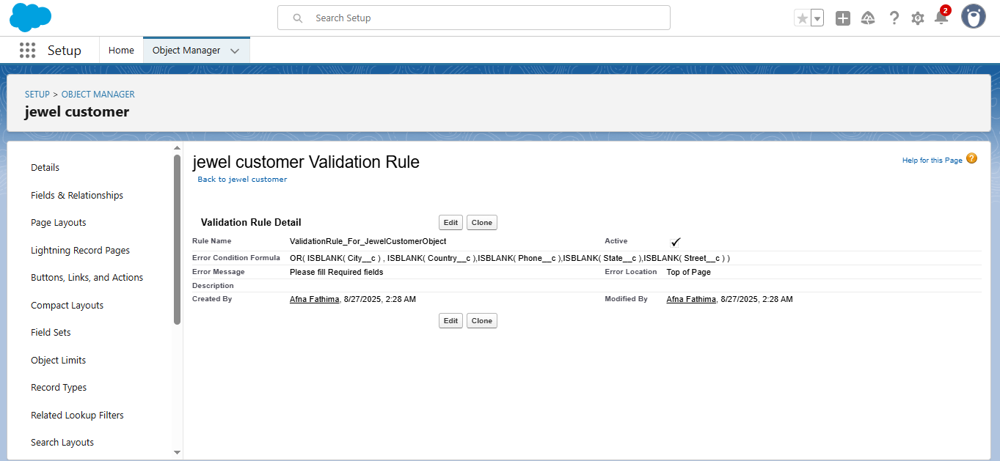 Search Setup
2
Setup
Home
Object Manager
SETUP > OBJECT MANAGER
jewel customer
Details
Fields & Relationships
Page Layouts
Lightning Record Pages
Buttons, Links, and Actions
Compact Layouts
Field Sets
Object Limits
Record Types
Related Lookup Filters
Search Layouts
jewel customer Validation Rule
Back to jewel customer
Help for this Page ?
Validation Rule Detail
Edit Clone
Rule Name ValidationRule_For_JewelCustomerObject Active
Error Condition Formula OR( ISBLANK( City__c ) , ISBLANK( Country__c ),ISBLANK( Phone__c ),ISBLANK( State__c ),ISBLANK( Street__c ) )
Error Message Please fill Required fields Error Location Top of Page
Description
Created By Afna Fathima, 8/27/2025, 2:28 AM Modified By Afna Fathima, 8/27/2025, 2:28 AM
Edit Clone